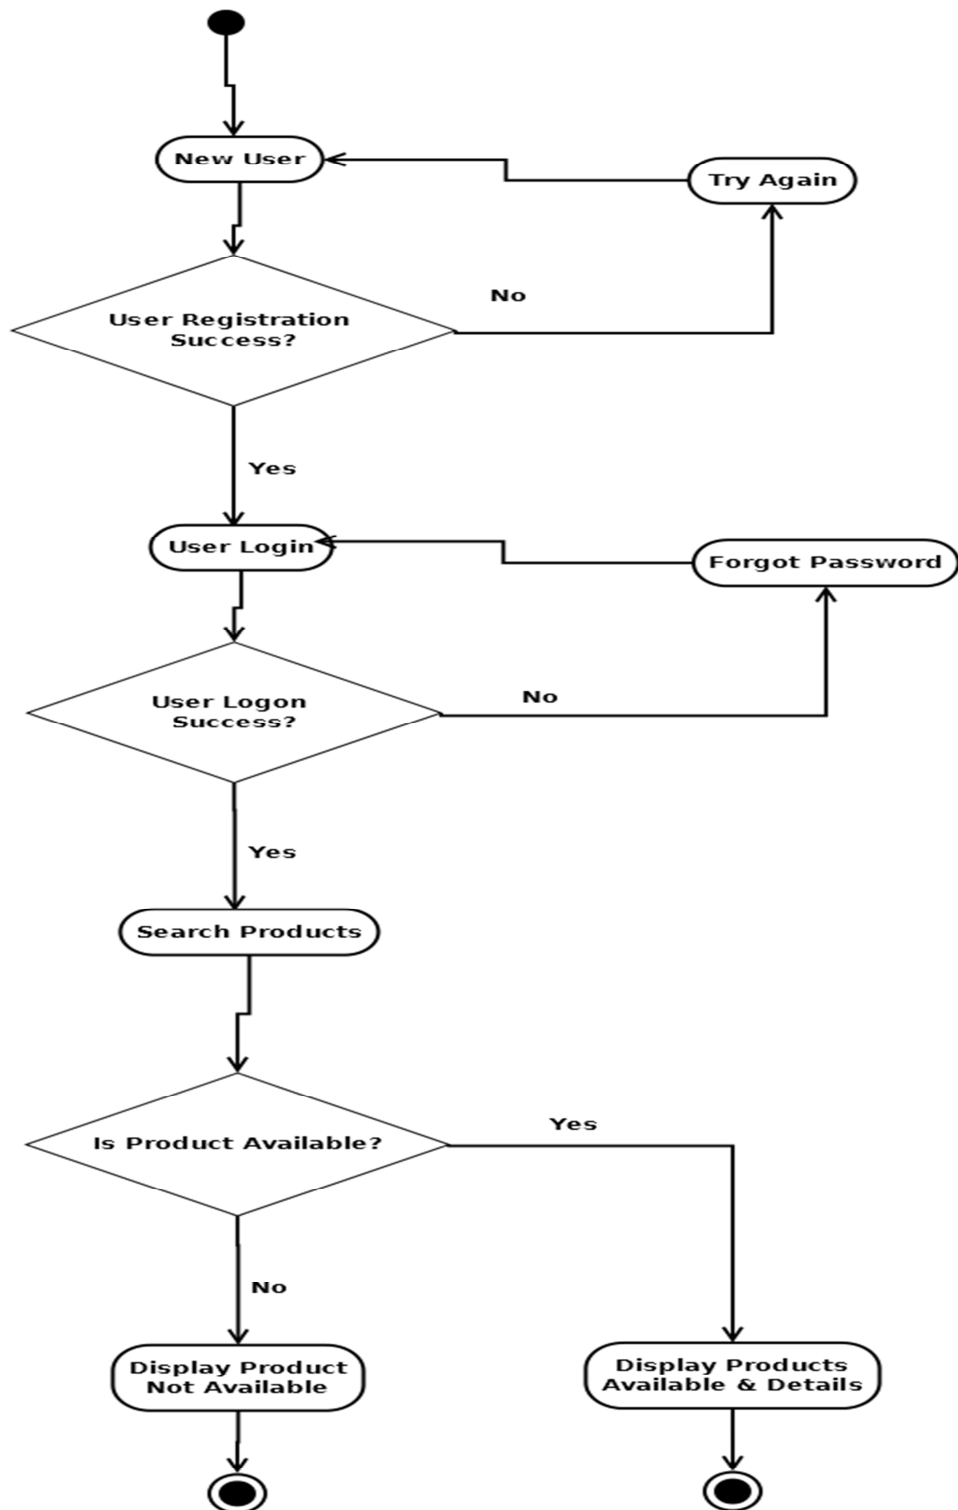 New User
Try Again
No
User Registration
Success?
Yes
User Login
Forgot Password
No
User Logon
Success?
Yes
Search Products
Yes
Is Product Available?
No
Display Product
Not Available
Display Products
Available & Details